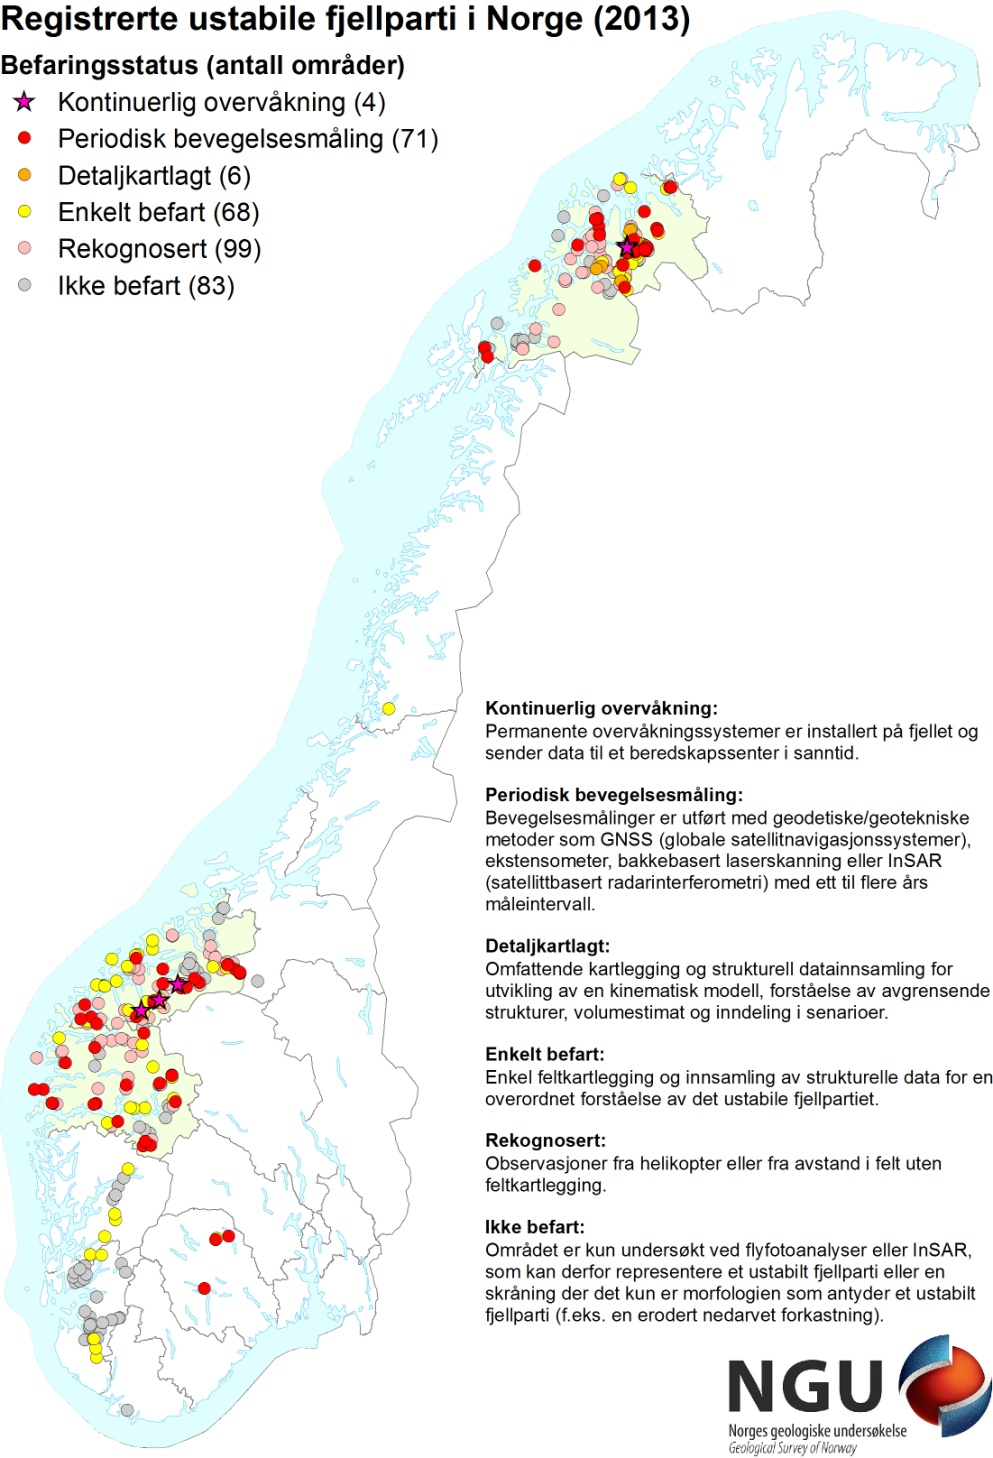 Registrerte ustabile fjellparti i Norge (2013)
Befaringsstatus (antall områder)
Kontinuerlig overvåkning (4)
Periodisk bevegelsesmåling (71)
Detaljkartlagt (6)
Enkelt befart (68)
Rekognosert (99)
Ikke befart (83)
Kontinuerlig overvåkning:
Permanente overvåkningssystemer er installert på fjellet og
sender data til et beredskapssenter i sanntid.
Periodisk bevegelsesmåling:
Bevegelsesmålinger er utført med geodetiske/geotekniske
metoder som GNSS (globale satellitnavigasjonssystemer),
ekstensometer, bakkebasert laserskanning eller InSAR
(satellittbasert radarinterferometri) med ett til flere års
måleintervall.
Detaljkartlagt:
Omfattende kartlegging og strukturell datainnsamling for
utvikling av en kinematisk modell, forståelse av avgrensende
strukturer, volumestimat og inndeling i senarioer.
Enkelt befart:
Enkel feltkartlegging og innsamling av strukturelle data for en
overordnet forståelse av det ustabile fjellpartiet.
Rekognosert:
Observasjoner fra helikopter eller fra avstand i felt uten
feltkartlegging.
Ikke befart:
Området er kun undersøkt ved flyfotoanalyser eller InSAR,
som kan derfor representere et ustabilt fjellparti eller en
skråning der det kun er morfologien som antyder et ustabilt
fjellparti (f.eks. en erodert nedarvet forkastning).
NGU
Norges geologiske undersøkelse
Geological Survey of Norway